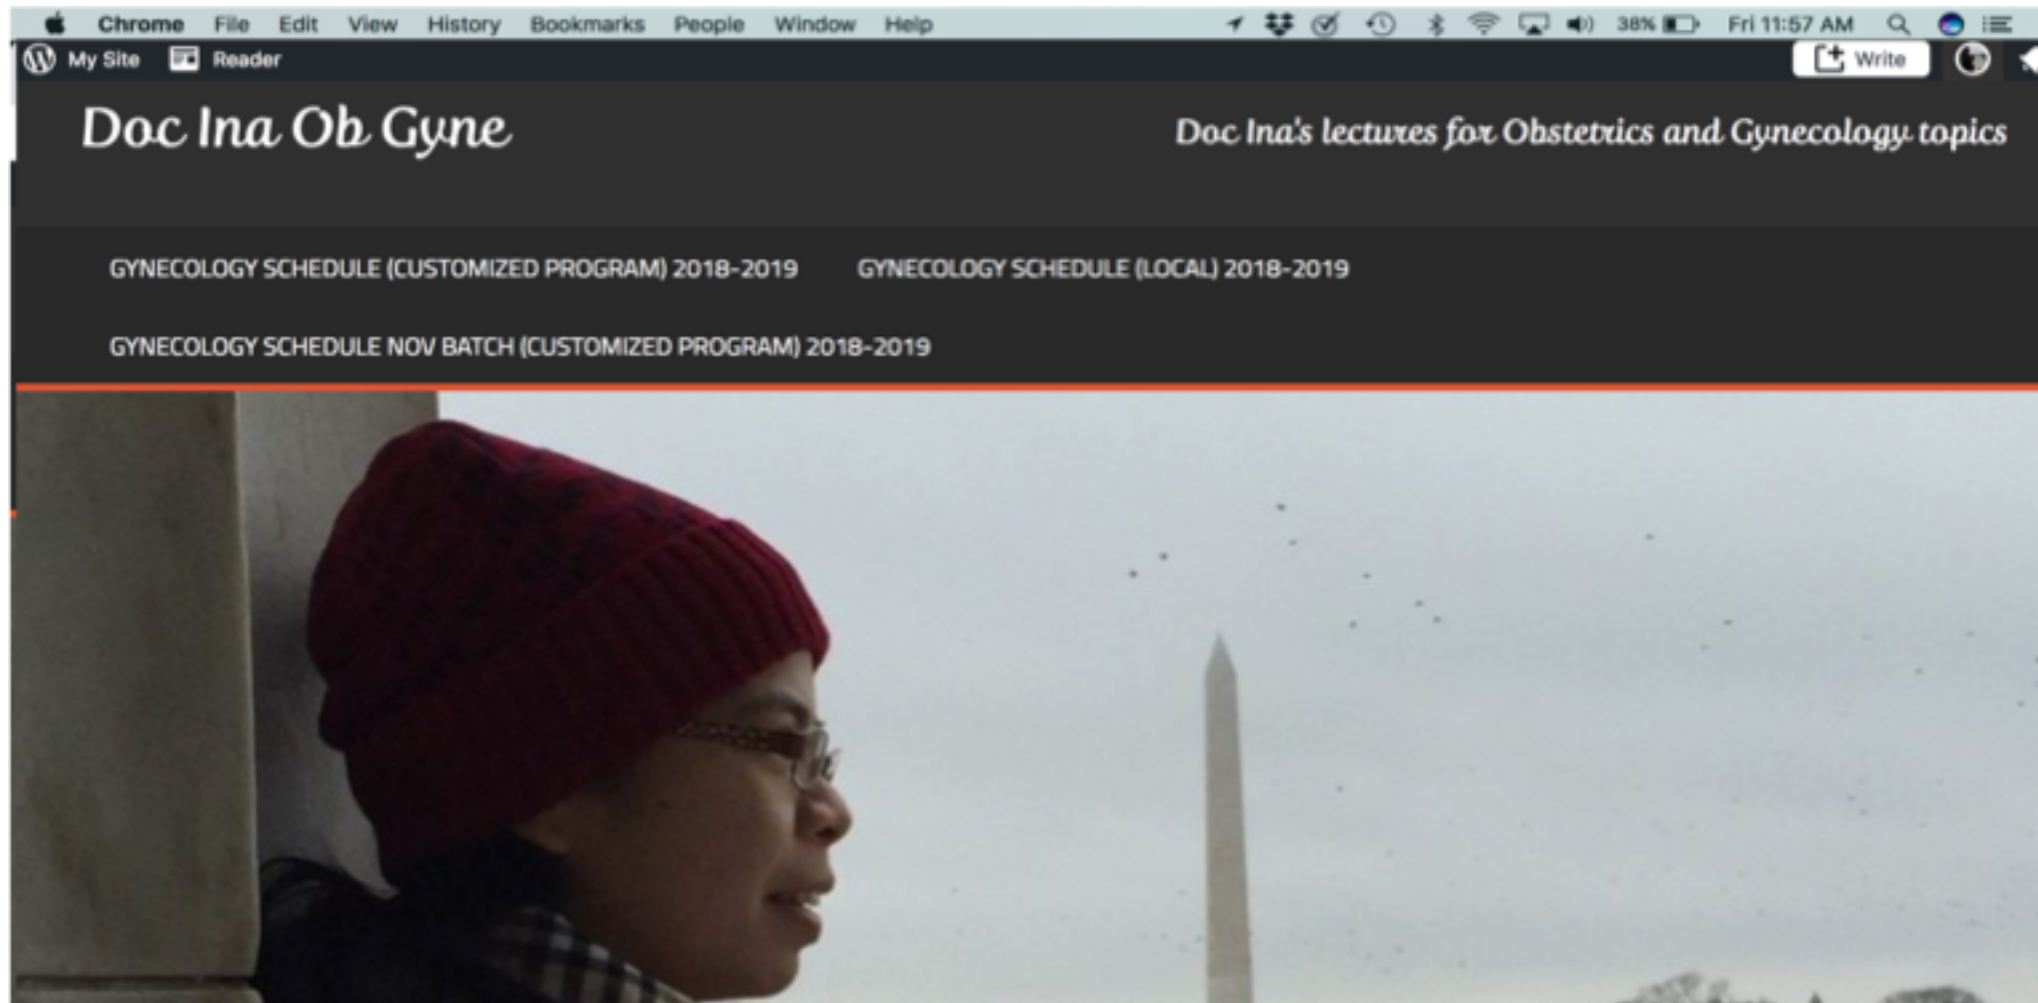 Chrome File Edit View History Bookmarks People Window Help 38% Fri 11:57 AM
My Site Reader Write
Doc Ina Ob Gyne
Doc Ina's lectures for Obstetrics and Gynecology topics
GYNECOLOGY SCHEDULE (CUSTOMIZED PROGRAM) 2018-2019 GYNECOLOGY SCHEDULE (LOCAL) 2018-2019
GYNECOLOGY SCHEDULE NOV BATCH (CUSTOMIZED PROGRAM) 2018-2019